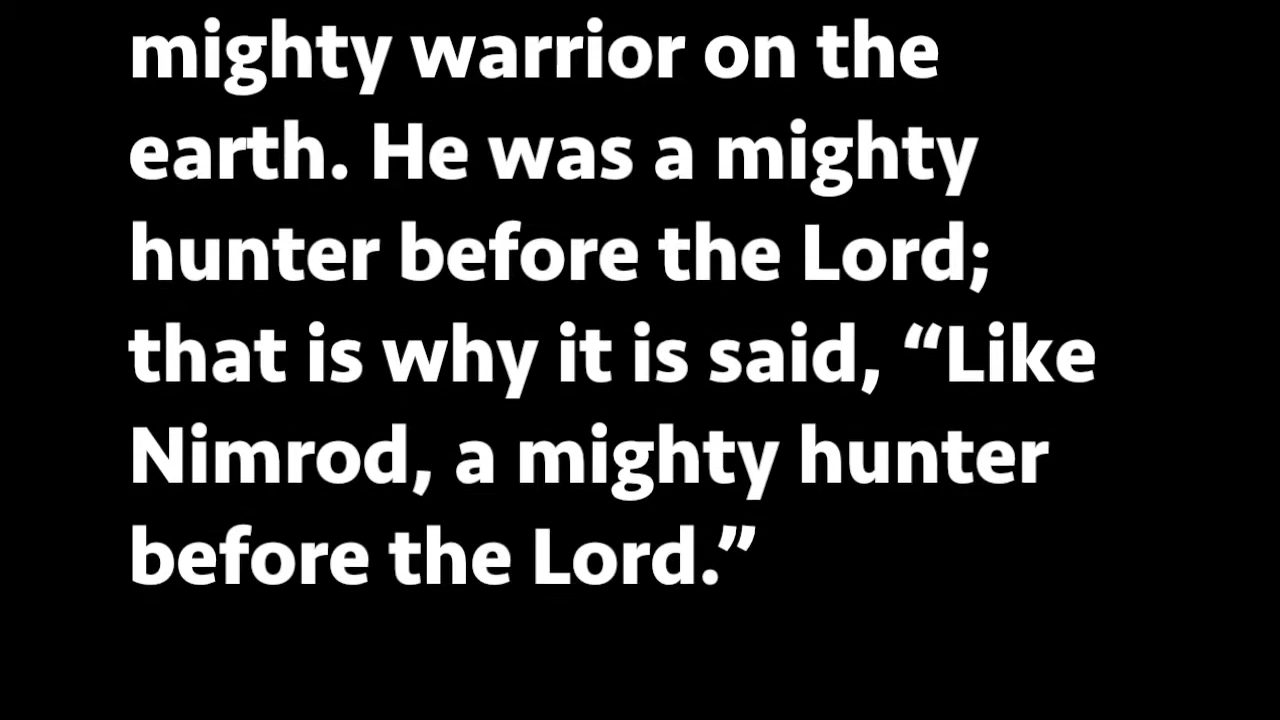 mighty warrior on the
earth. He was a mighty
hunter before the Lord;
that is why it is said, “Like
Nimrod, a mighty hunter
before the Lord.”